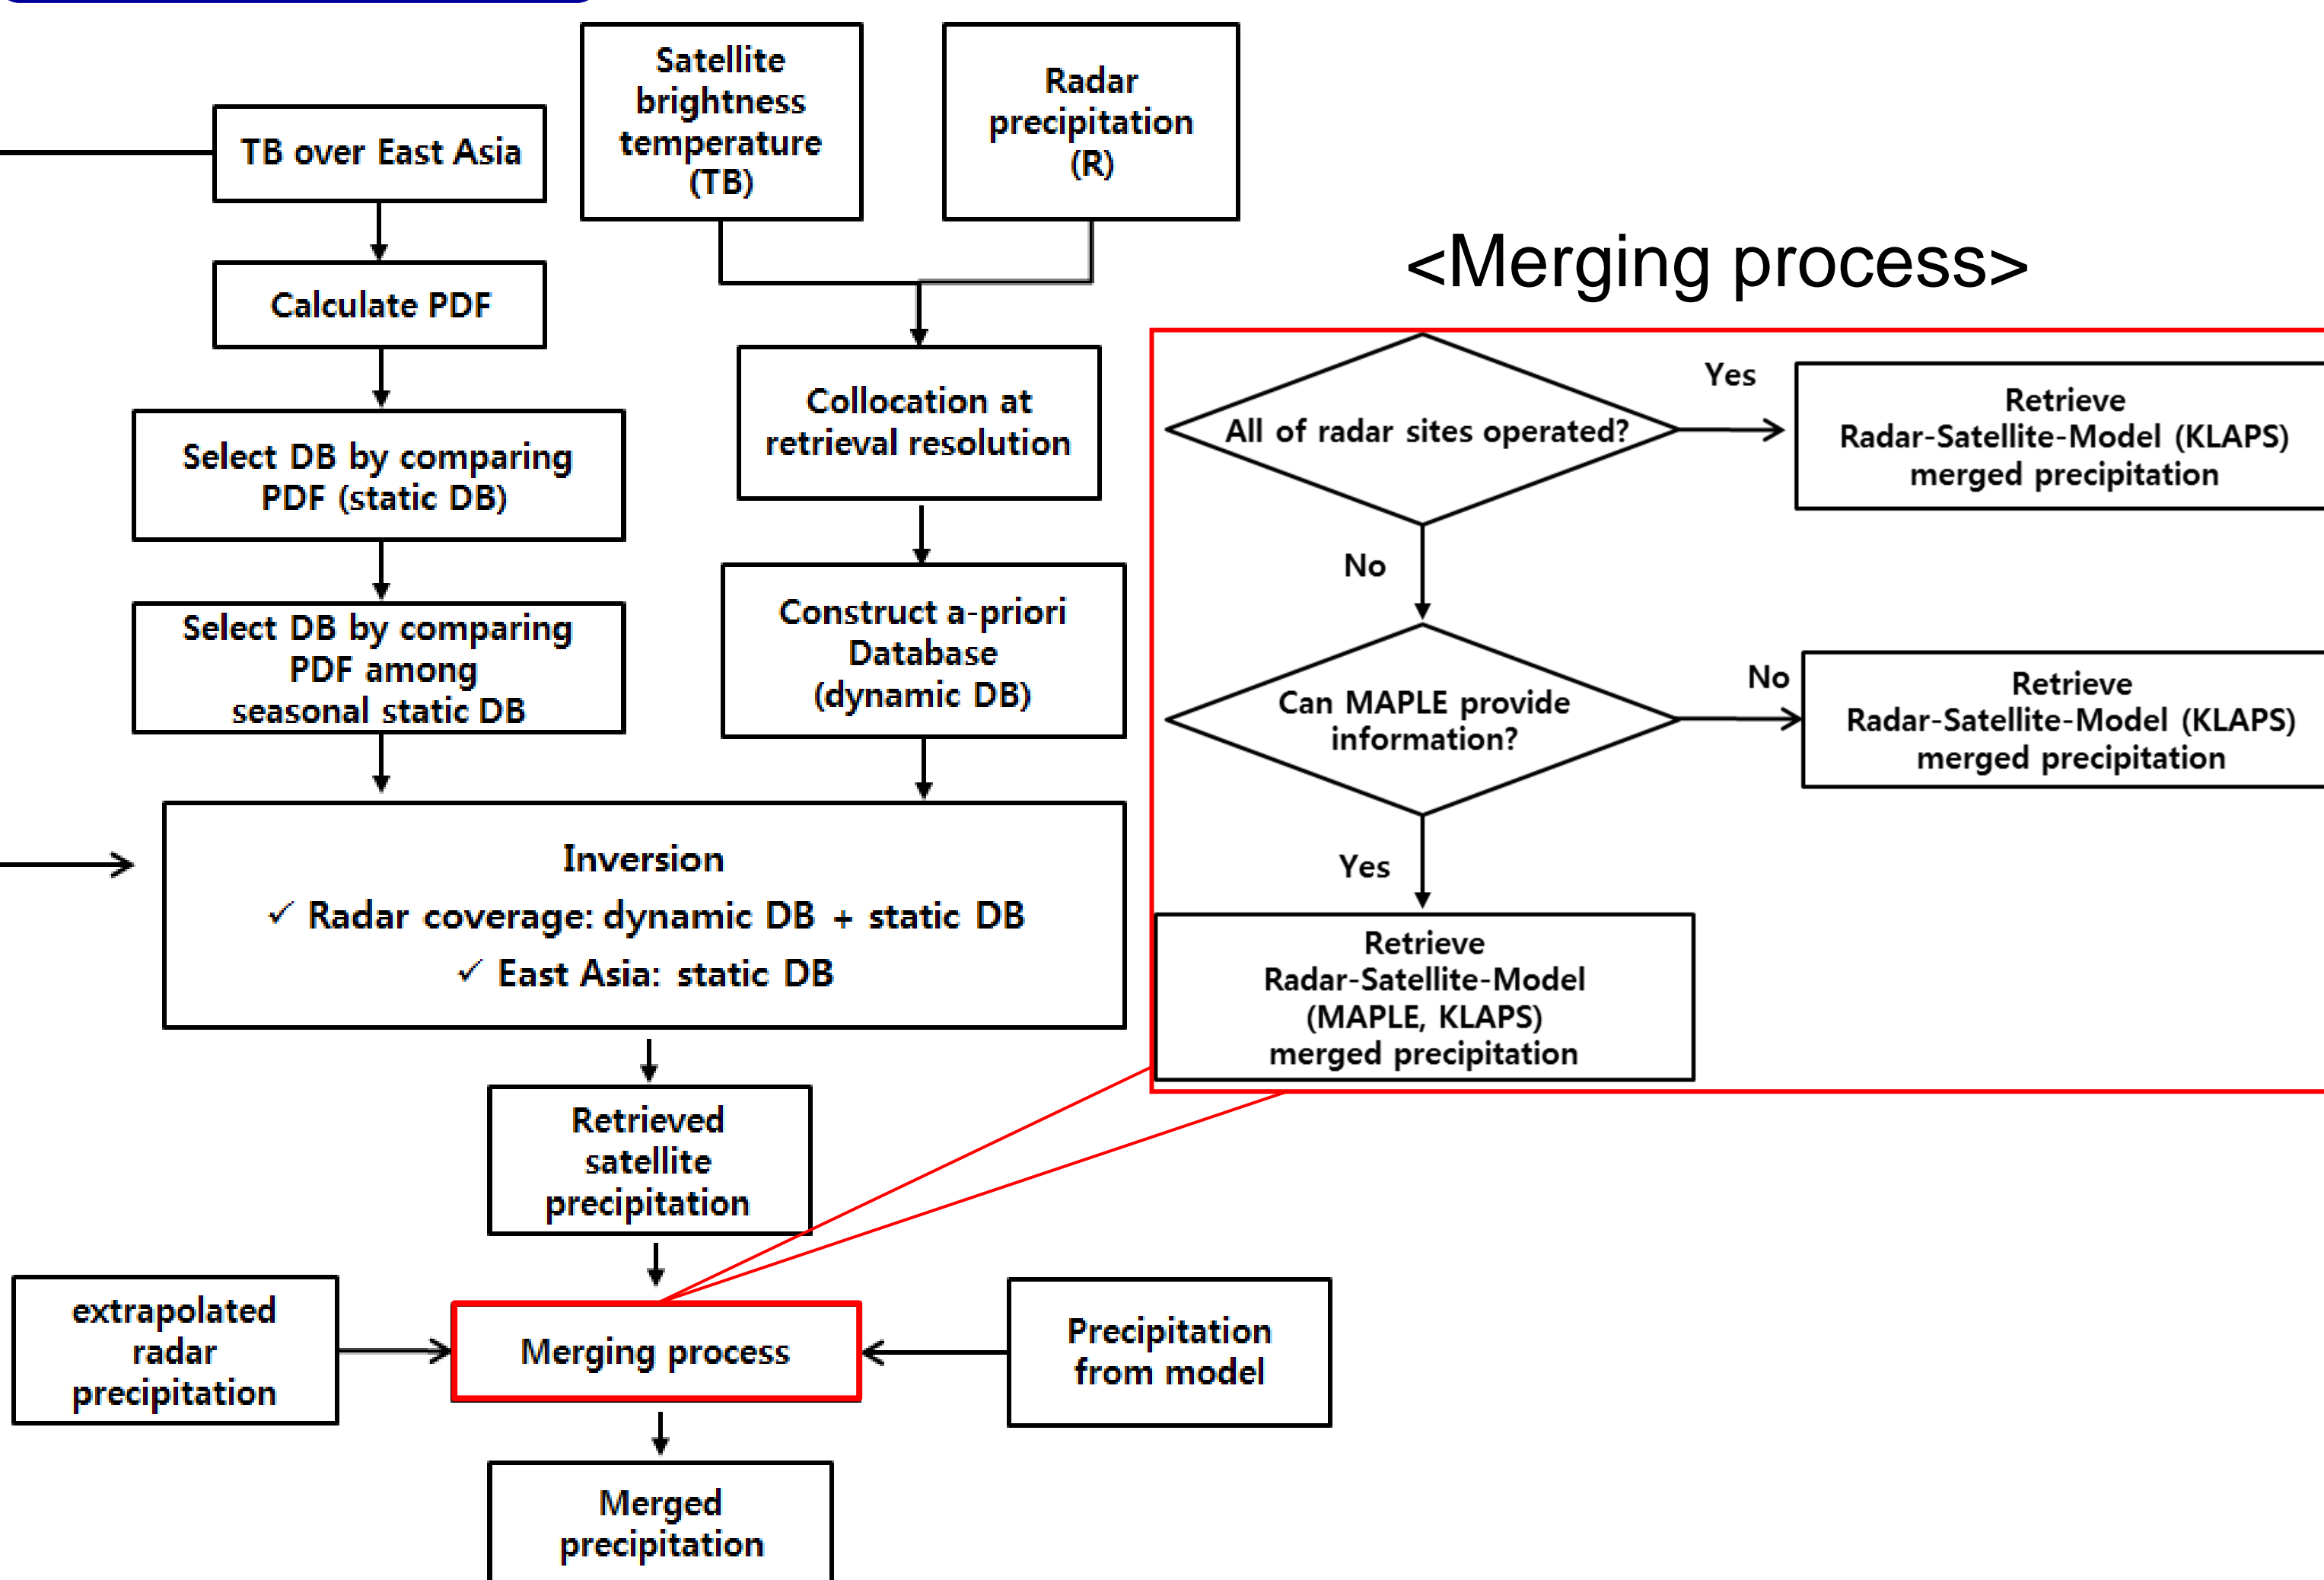 TB over East Asia
Calculate PDF
Select DB by comparing
PDF (static DB)
Select DB by comparing
PDF among
seasonal static DB
Satellite
brightness
temperature
(TB)
Radar
precipitation
(R)
Collocation at
retrieval resolution
Construct a-priori
Database
(dynamic DB)
Inversion
✓ Radar coverage: dynamic DB + static DB
✓ East Asia: static DB
Retrieved
satellite
precipitation
extrapolated
radar
precipitation
Merging process
Precipitation
from model
Merged
precipitation
<Merging process>
All of radar sites operated?
Yes
Retrieve
Radar-Satellite-Model (KLAPS)
merged precipitation
No
Can MAPLE provide
information?
No
Retrieve
Radar-Satellite-Model (KLAPS)
merged precipitation
Yes
Retrieve
Radar-Satellite-Model
(MAPLE, KLAPS)
merged precipitation